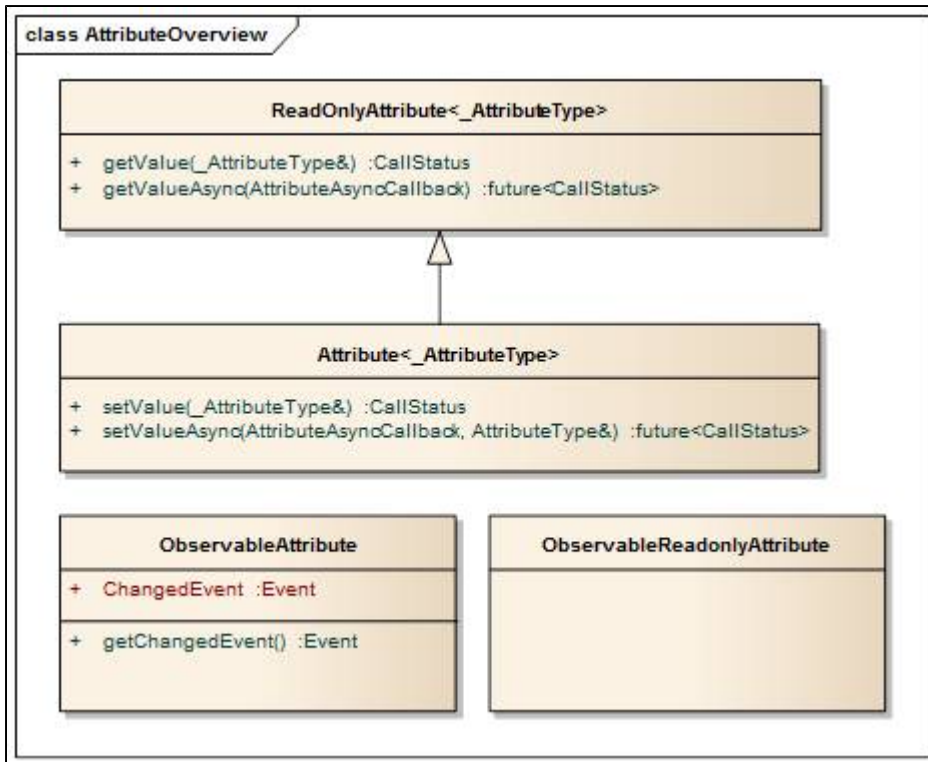 class AttributeOverview
ReadOnlyAttribute<_AttributeType>
+ getValue(_AttributeType&) :CallStatus
+ getValueAsync(AttributeAsyncCallback) :future<CallStatus>
Attribute<_AttributeType>
+ setValue(_AttributeType&) :CallStatus
+ setValueAsync(AttributeAsyncCallback, AttributeType&) :future<CallStatus>
ObservableAttribute
+ ChangedEvent :Event
+ getChangedEvent() :Event
ObservableReadonlyAttribute